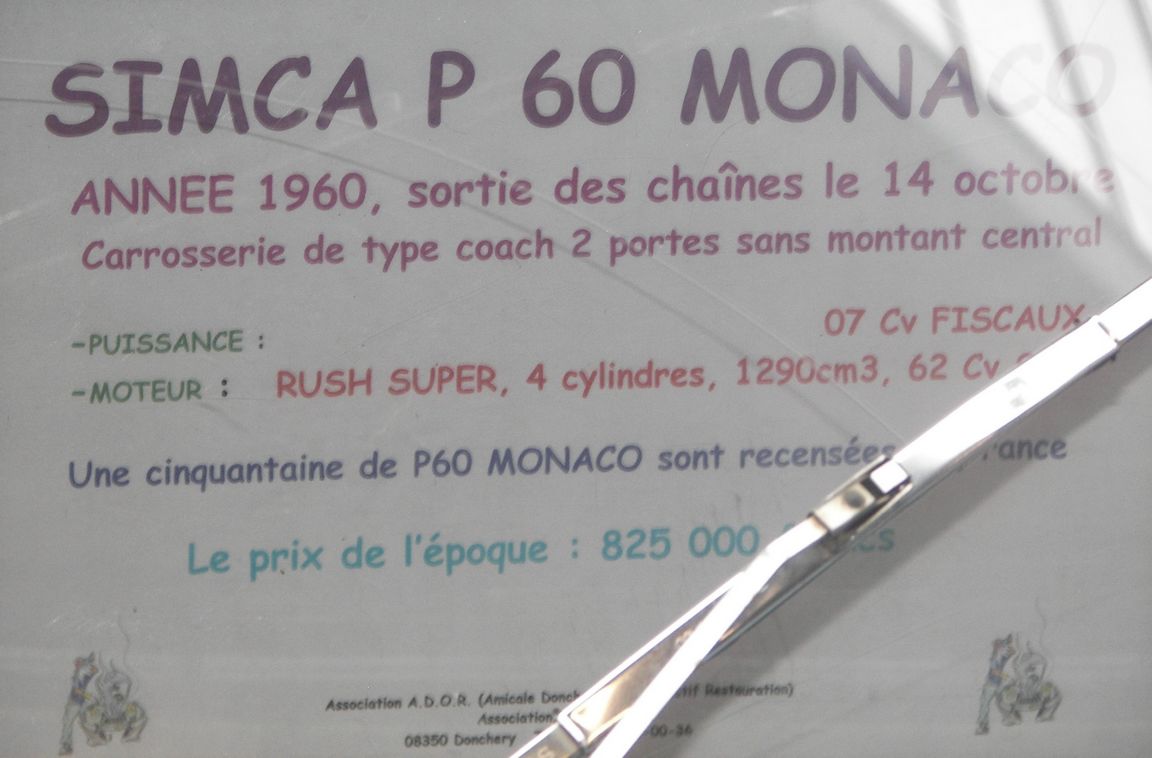 SIMCA P 60 MONACO
ANNEE 1960, sortie des chaînes le 14 octobre
Carrosserie de type coach 2 portes sans montant central
-PUISSANCE : 07 Cv FISCAUX
-MOTEUR : RUSH SUPER, 4 cylindres, 1290cm3, 62 Cv
Une cinquantaine de P60 MONACO sont recensées
Le prix de l'époque : 825 000
Association A.D.O.R. (Amicale Restauration)
Association
08350 Donchery